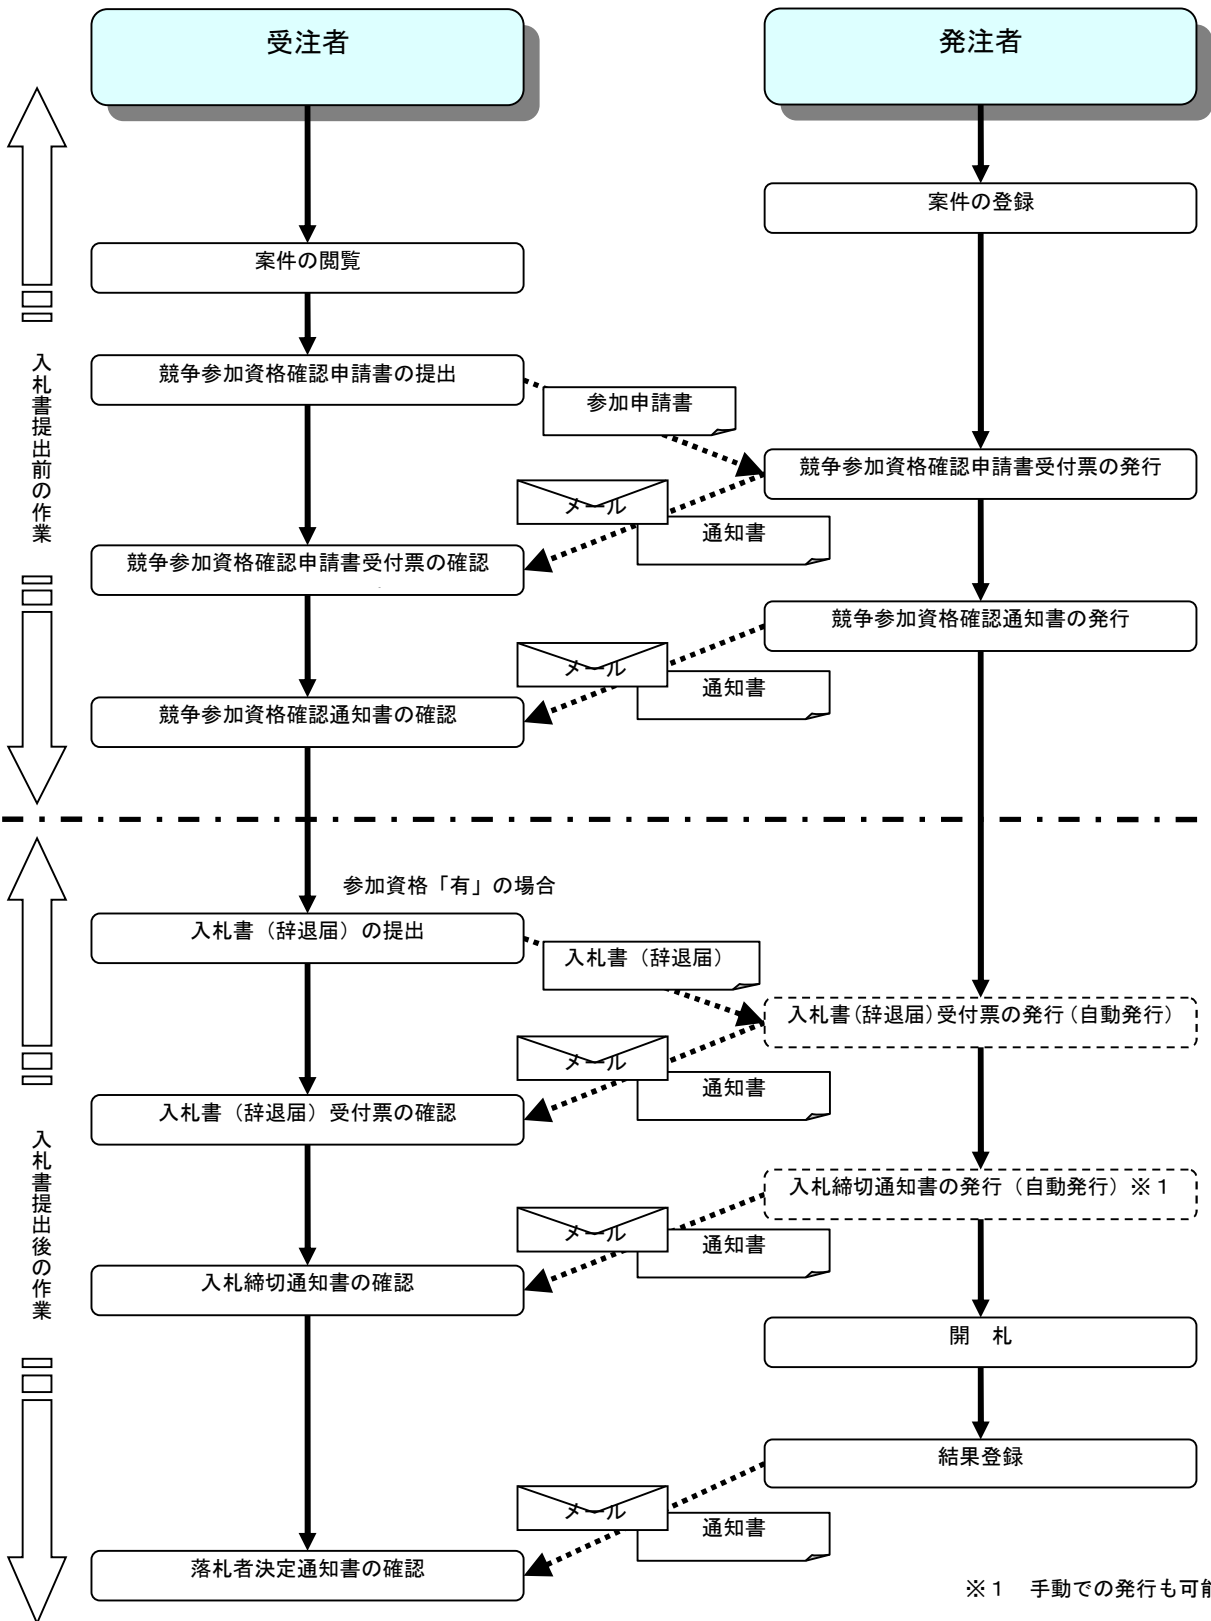 受注者
発注者
案件の登録
案件の閲覧
入札書提出前の作業
競争参加資格確認申請書の提出
参加申請書
競争参加資格確認申請書受付票の発行
メール
通知書
競争参加資格確認申請書受付票の確認
競争参加資格確認通知書の発行
メール
通知書
競争参加資格確認通知書の確認
参加資格「有」の場合
入札書（辞退届）の提出
入札書（辞退届）
入札書(辞退届)受付票の発行(自動発行)
メール
通知書
入札書（辞退届）受付票の確認
入札書提出後の作業
入札締切通知書の発行（自動発行）※１
メール
通知書
入札締切通知書の確認
開　札
結果登録
メール
通知書
落札者決定通知書の確認
※１　手動での発行も可能